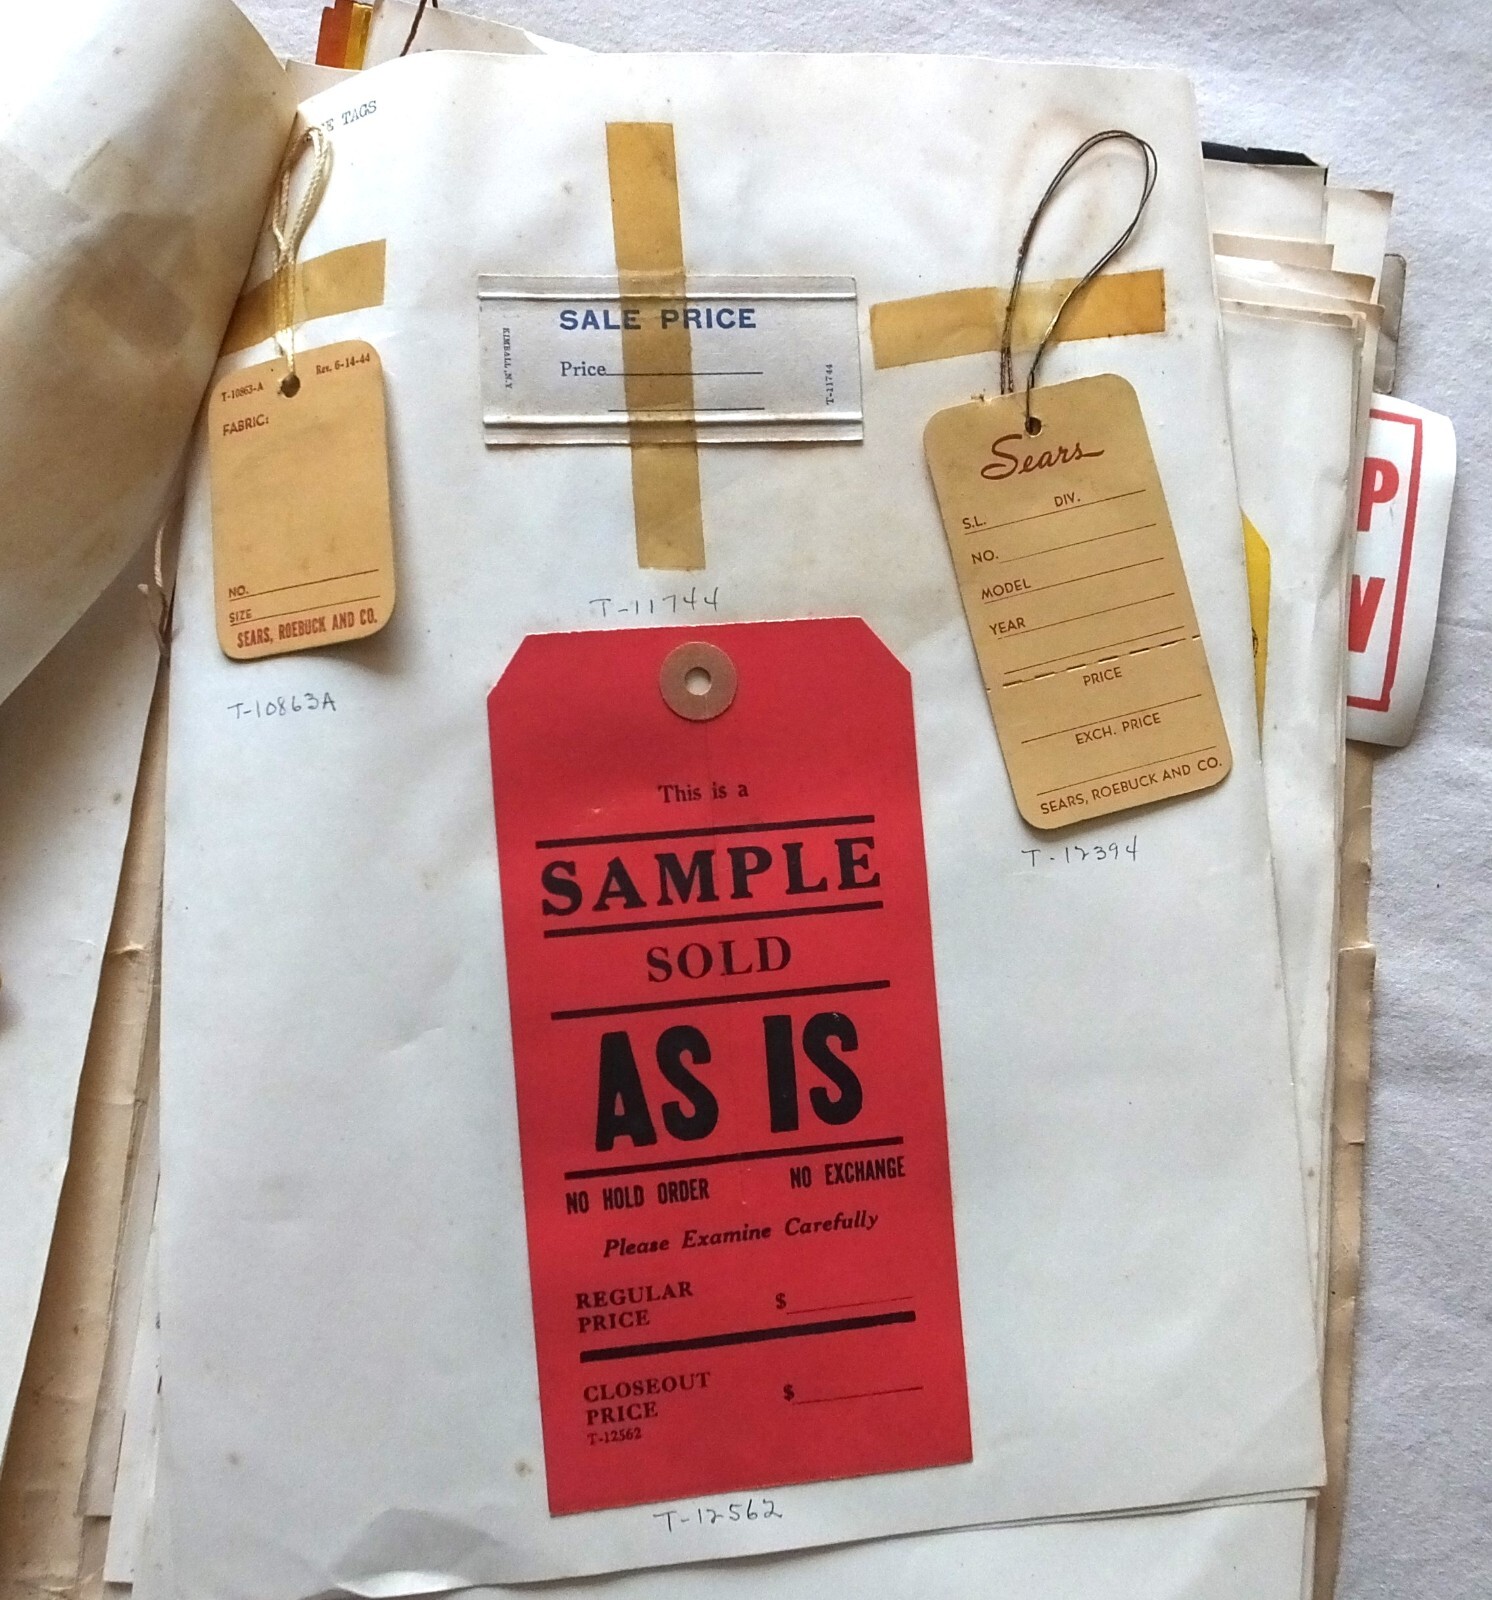 TAGS
T-10863-A
Rev. 6-14-44
FABRIC:
NO.
SIZE
SEARS, ROEBUCK AND CO.
T-10863A
SALE PRICE
Price
KIMBALL, N.Y.
T-11744
T-11744
Sears
S.L. DIV.
NO.
MODEL
YEAR
PRICE
EXCH. PRICE
SEARS, ROEBUCK AND CO.
T-12394
This is a
SAMPLE
SOLD
AS IS
NO HOLD ORDER NO EXCHANGE
Please Examine Carefully
REGULAR
PRICE $
CLOSEOUT
PRICE $
T-12562
T-12562
P